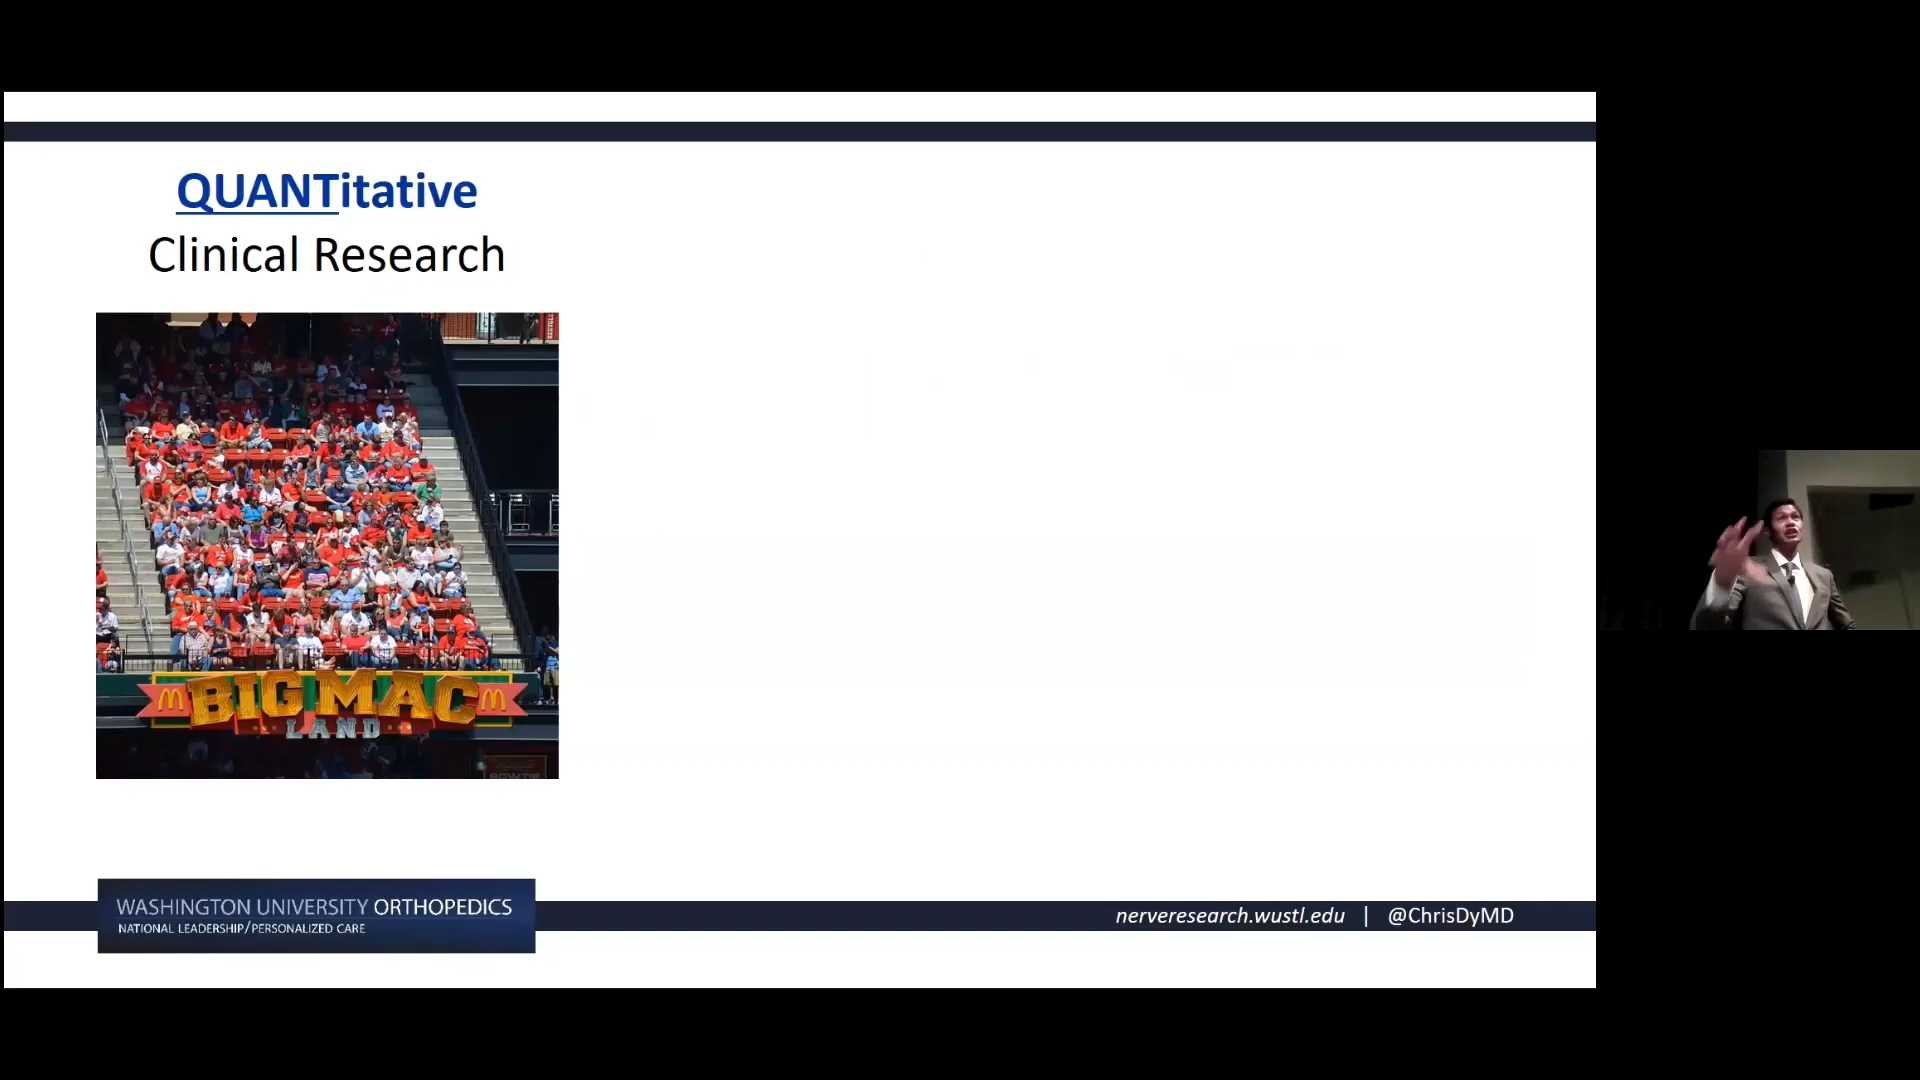 QUANTitative
Clinical Research
BIG MAC
LAND
WASHINGTON UNIVERSITY ORTHOPEDICS
NATIONAL LEADERSHIP/PERSONALIZED CARE
nerveresearch.wustl.edu | @ChrisDyMD